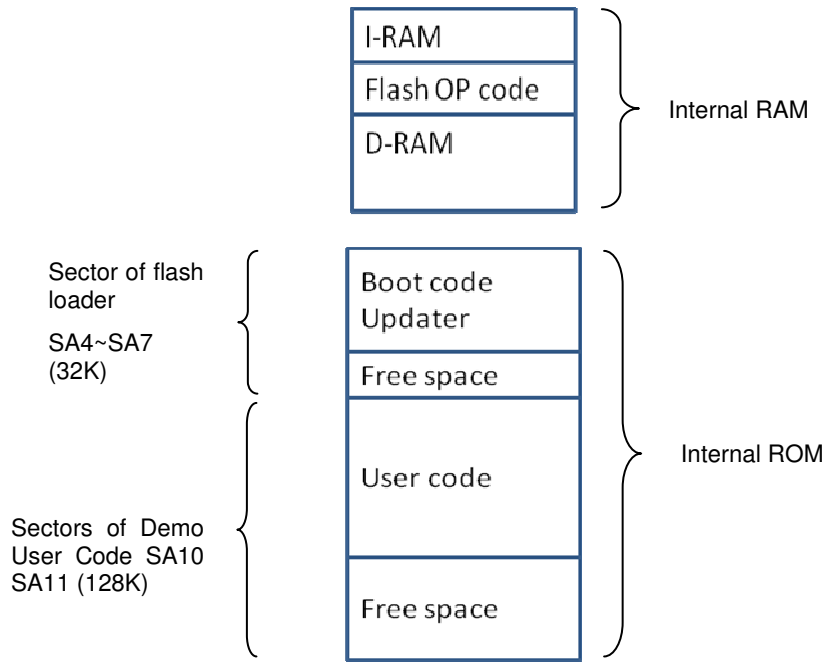 I-RAM
Flash OP code
D-RAM
Internal RAM
Sector of flash
loader
SA4~SA7
(32K)
Boot code
Updater
Free space
User code
Internal ROM
Sectors of Demo
User Code SA10
SA11 (128K)
Free space